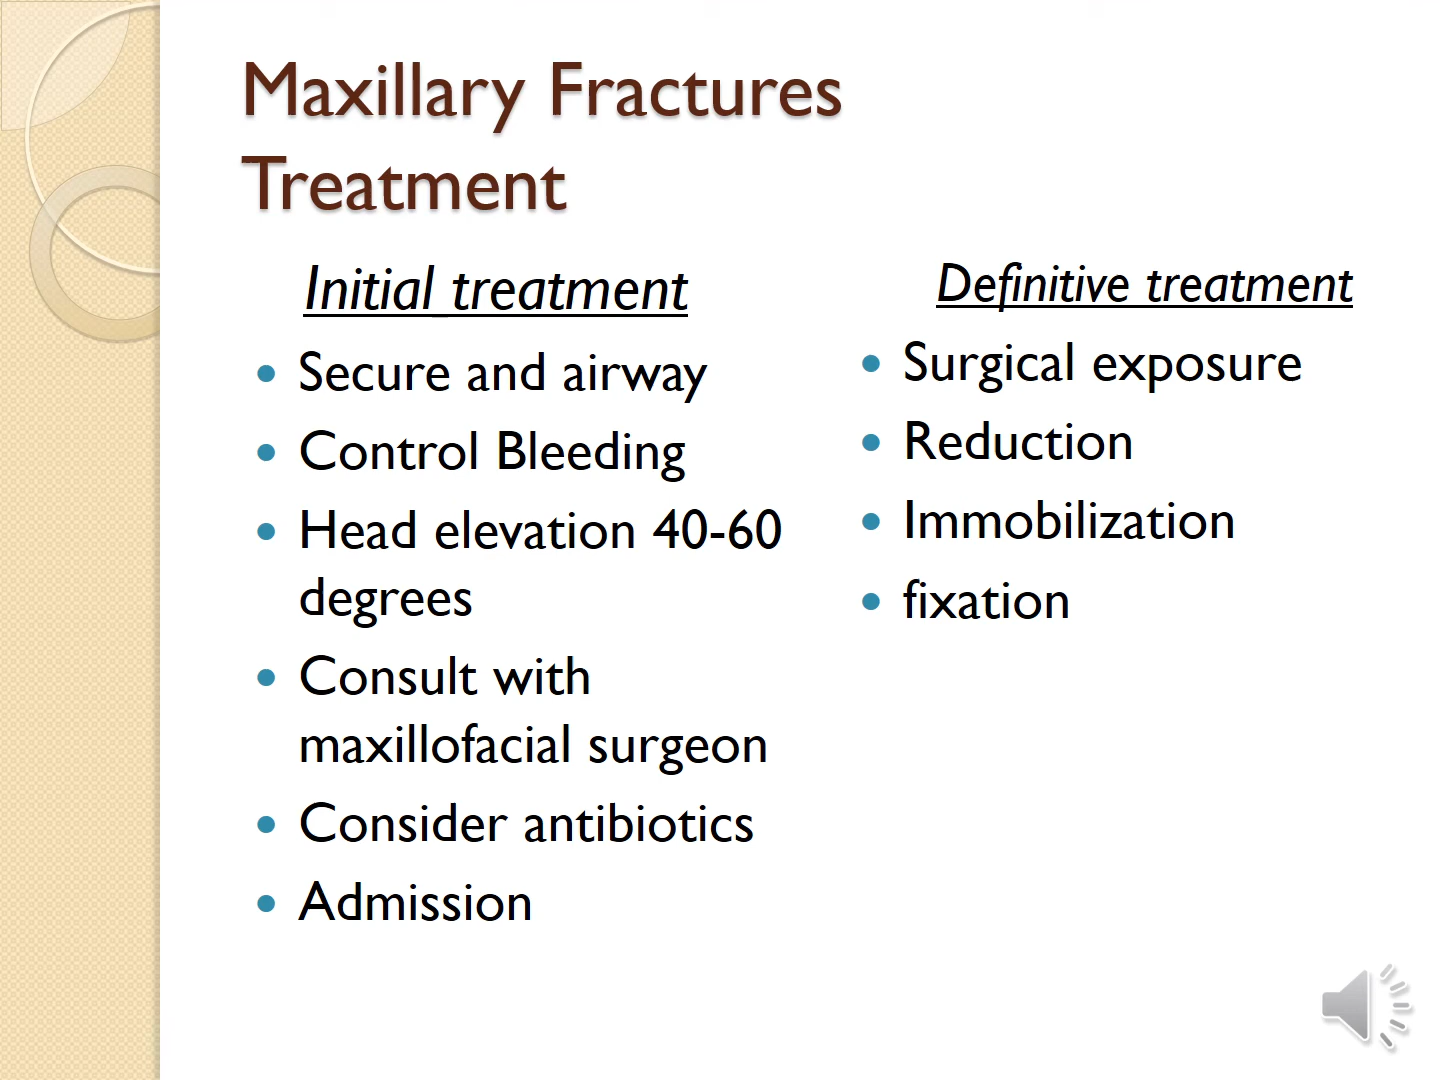 Maxillary Fractures
Treatment
Initial treatment
Secure and airway
Control Bleeding
Head elevation 40-60
degrees
Consult with
maxillofacial surgeon
Consider antibiotics
Admission
Definitive treatment
Surgical exposure
Reduction
Immobilization
fixation